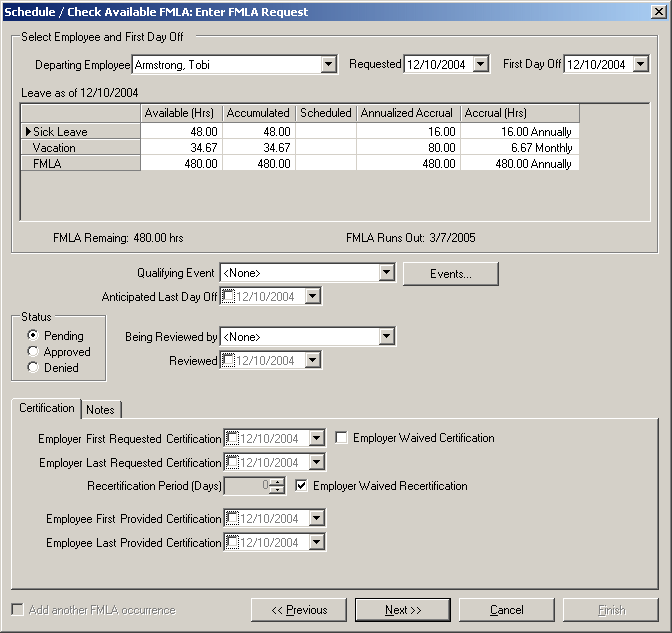 Schedule / Check Available FMLA: Enter FMLA Request
Select Employee and First Day Off
Departing Employee Armstrong, Tobi Requested 12/10/2004 First Day Off 12/10/2004
Leave as of 12/10/2004
Available (Hrs) Accumulated Scheduled Annualized Accrual Accrual (Hrs)
Sick Leave 48.00 48.00 16.00 16.00 Annually
Vacation 34.67 34.67 80.00 6.67 Monthly
FMLA 480.00 480.00 480.00 480.00 Annually
FMLA Remaing: 480.00 hrs FMLA Runs Out: 3/7/2005
Qualifying Event <None> Events...
Anticipated Last Day Off 12/10/2004
Status
Pending
Approved
Denied
Being Reviewed by <None>
Reviewed 12/10/2004
Certification Notes
Employer First Requested Certification 12/10/2004 Employer Waived Certification
Employer Last Requested Certification 12/10/2004
Recertification Period (Days) 0 Employer Waived Recertification
Employee First Provided Certification 12/10/2004
Employee Last Provided Certification 12/10/2004
Add another FMLA occurrence << Previous Next >> Cancel Finish